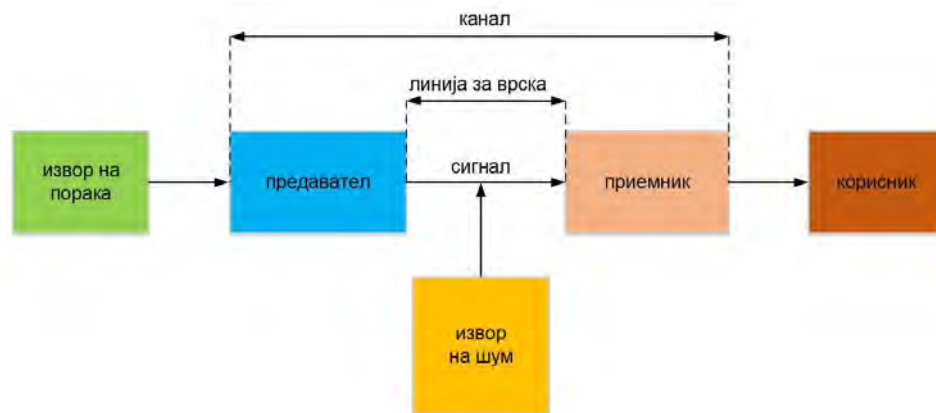 канал
линија за врска
извор на
порака
предавател
сигнал
приемник
корисник
извор
на шум